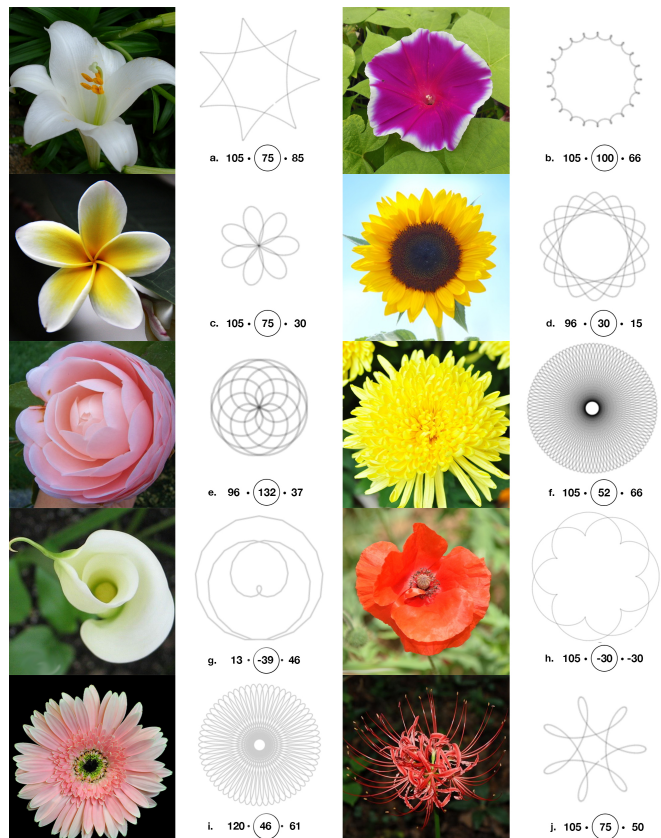 a. 105 • 75 • 85
b. 105 • 100 • 66
c. 105 • 75 • 30
d. 96 • 30 • 15
e. 96 • 132 • 37
f. 105 • 52 • 66
g. 13 • -39 • 46
h. 105 • -30 • -30
i. 120 • 46 • 61
j. 105 • 75 • 50